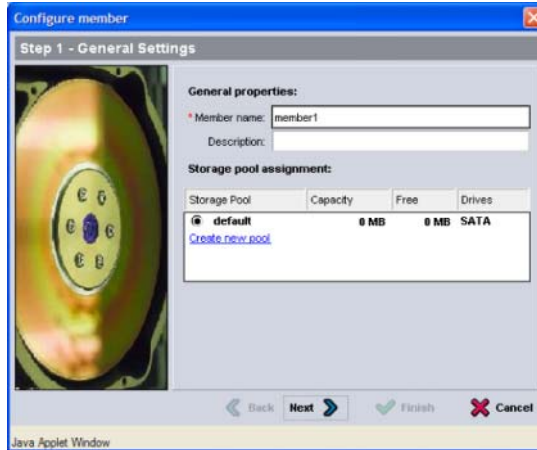 Configure member
Step 1 - General Settings
General properties:
* Member name: member1
Description:
Storage pool assignment:
Storage Pool Capacity Free Drives
default 0 MB 0 MB SATA
Create new pool
Back Next Finish Cancel
Java Applet Window